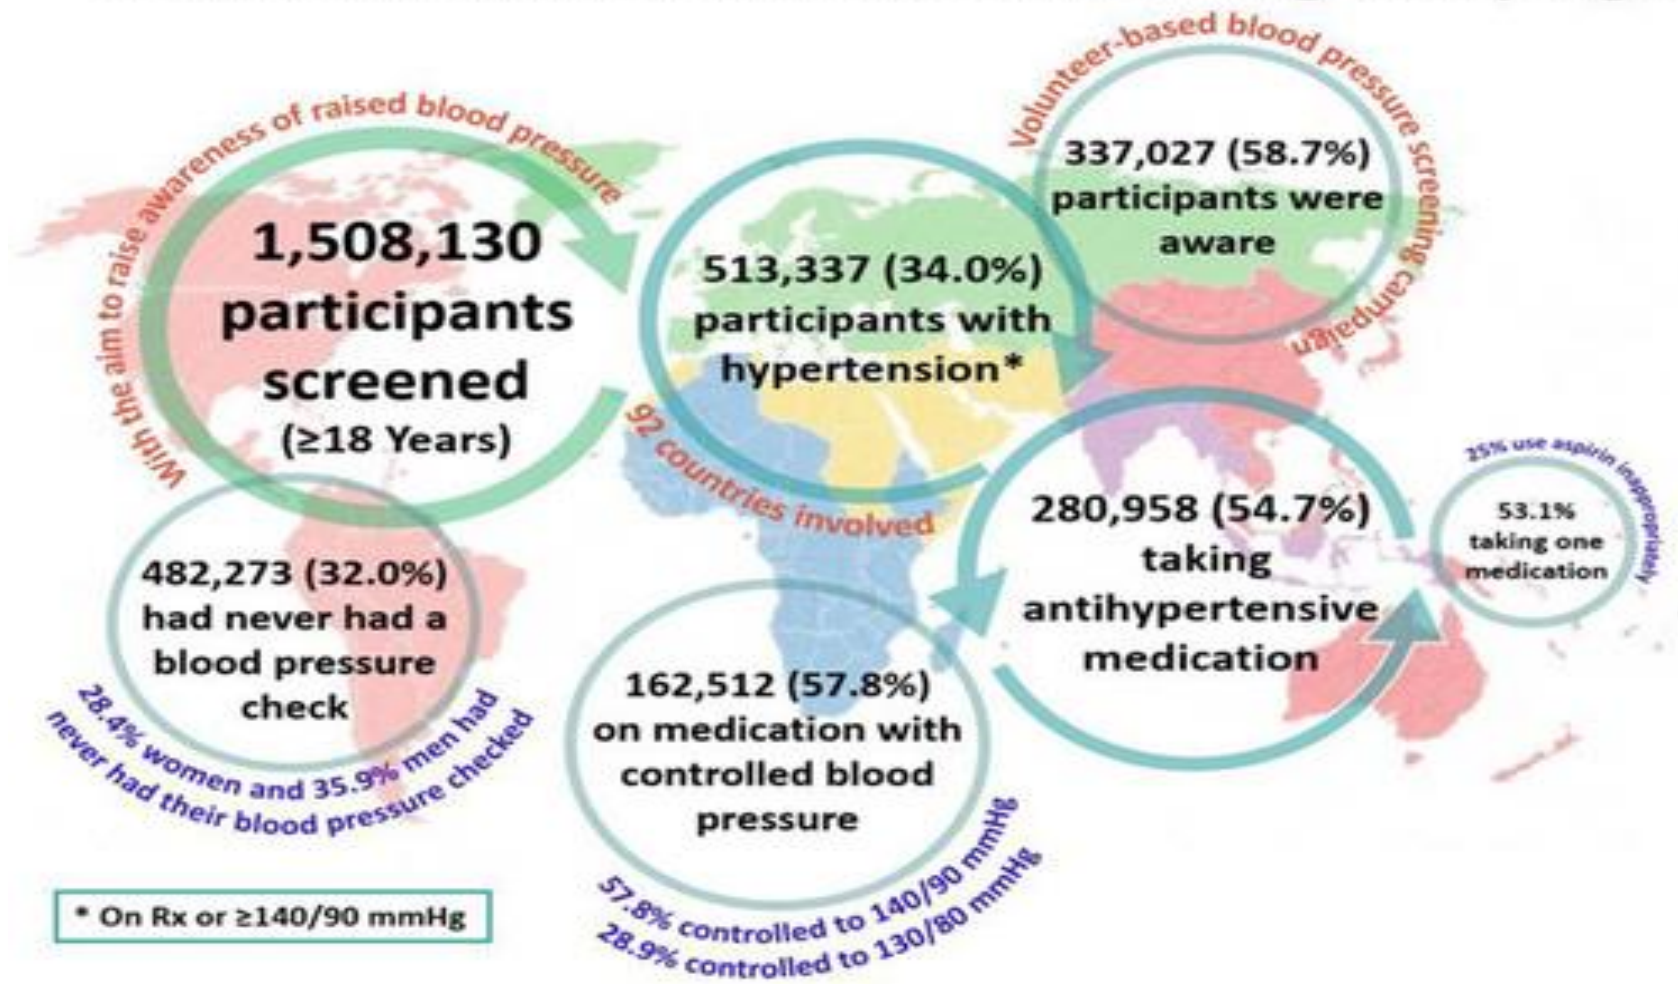 Volunteer-based blood pressure screening campaign
With the aim to raise awareness of raised blood pressure
1,508,130
participants
screened
(≥18 Years)
513,337 (34.0%)
participants with
hypertension*
337,027 (58.7%)
participants were
aware
92 countries involved
280,958 (54.7%)
taking
antihypertensive
medication
25% use aspirin inappropriately
53.1%
taking one
medication
482,273 (32.0%)
had never had a
blood pressure
check
28.4% women and 35.9% men had
never had their blood pressure checked
162,512 (57.8%)
on medication with
controlled blood
pressure
57.8% controlled to 140/90 mmHg
28.9% controlled to 130/80 mmHg
* On Rx or ≥140/90 mmHg